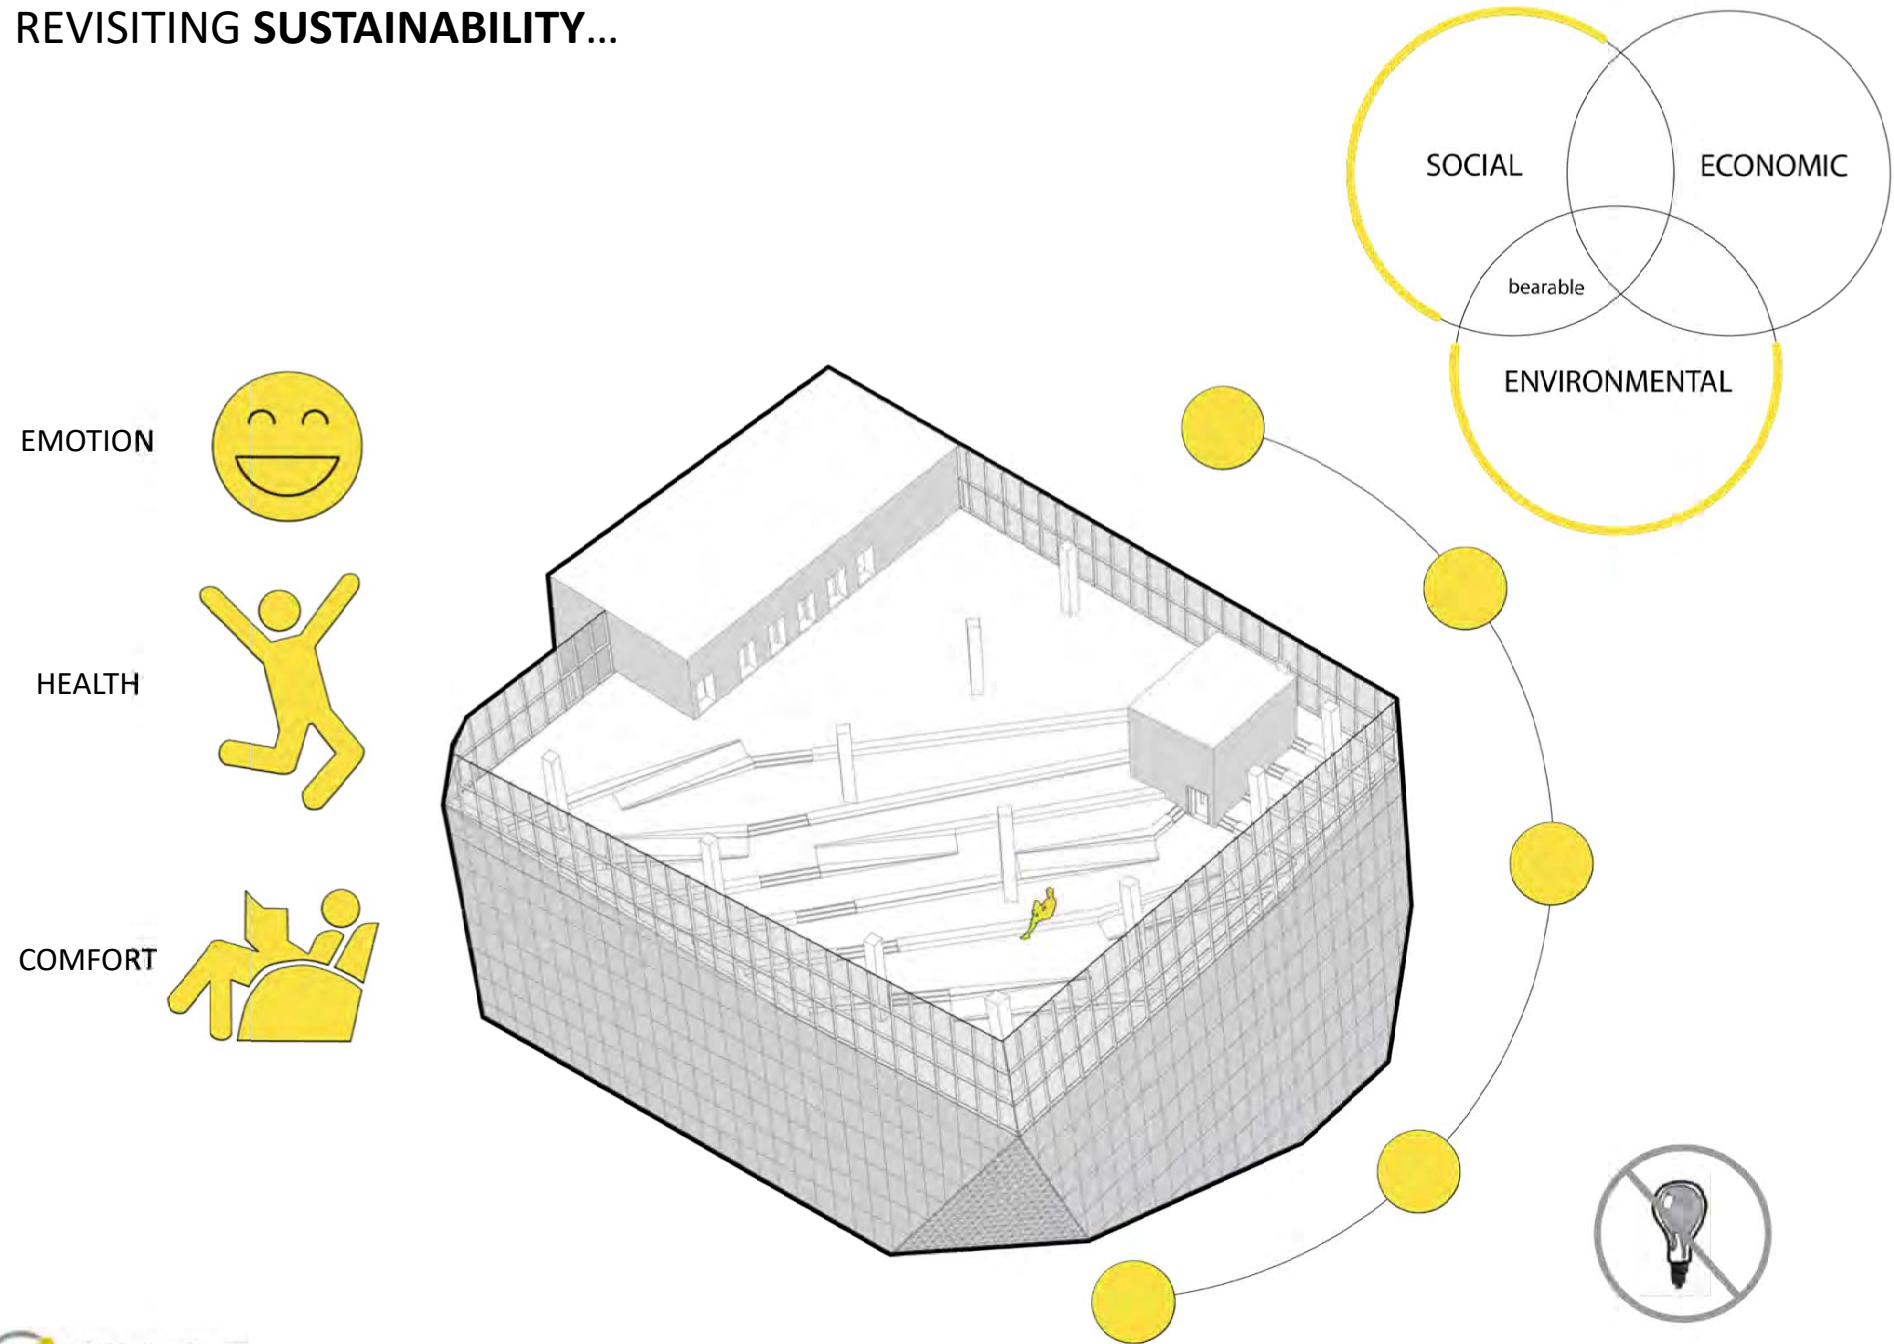 REVISITING SUSTAINABILITY...
SOCIAL
ECONOMIC
bearable
ENVIRONMENTAL
EMOTION
HEALTH
COMFORT